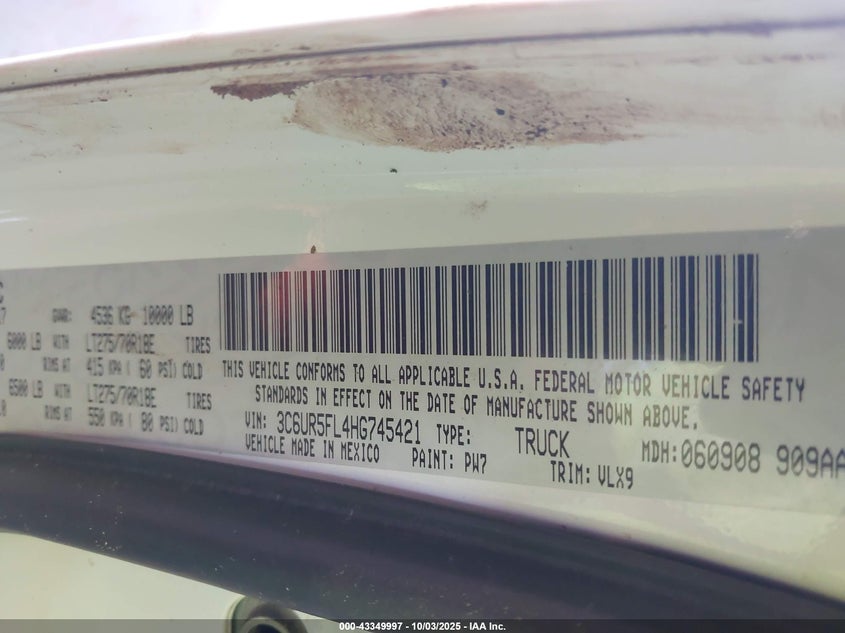 C
7
GVWR: 4536 KG 10000 LB
6000 LB WITH LT275/70R18E TIRES
0 RIMS AT 415 KPA ( 60 PSI) COLD
6500 LB WITH LT275/70R18E TIRES
.0 RIMS AT 550 KPA ( 80 PSI) COLD
THIS VEHICLE CONFORMS TO ALL APPLICABLE U.S.A. FEDERAL MOTOR VEHICLE SAFETY
STANDARDS IN EFFECT ON THE DATE OF MANUFACTURE SHOWN ABOVE.
VIN: 3C6UR5FL4HG745421 TYPE: TRUCK MDH:060908 909AA
VEHICLE MADE IN MEXICO PAINT: PW7 TRIM: VLX9
000-43349997 - 10/03/2025 - IAA Inc.